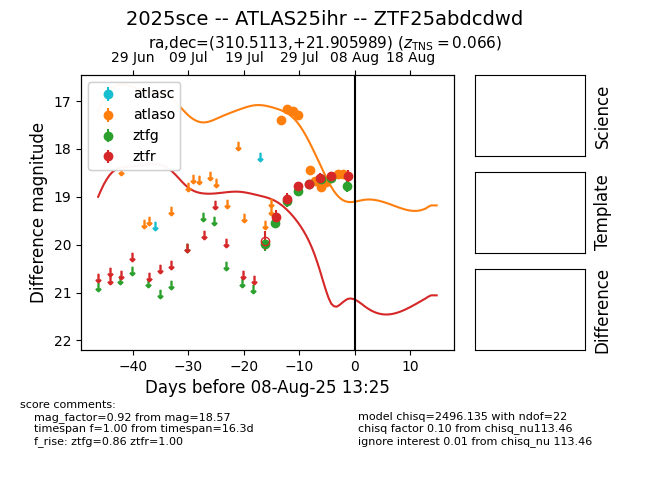 2025sce -- ATLAS25ihr -- ZTF25abdcdwd
ra,dec=(310.5113,+21.905989) (z_TNS = 0.066)
29 Jun 09 Jul 19 Jul 29 Jul 08 Aug 18 Aug
atlasc
atlaso
ztfg
ztfr
17
18
19
20
21
22
Difference magnitude
−40 −30 −20 −10 0 10
Days before 08-Aug-25 13:25
Science
Template
Difference
score comments:
mag_factor=0.92 from mag=18.57
timespan f=1.00 from timespan=16.3d
f_rise: ztfg=0.86 ztfr=1.00
model chisq=2496.135 with ndof=22
chisq factor 0.10 from chisq_nu113.46
ignore interest 0.01 from chisq_nu 113.46